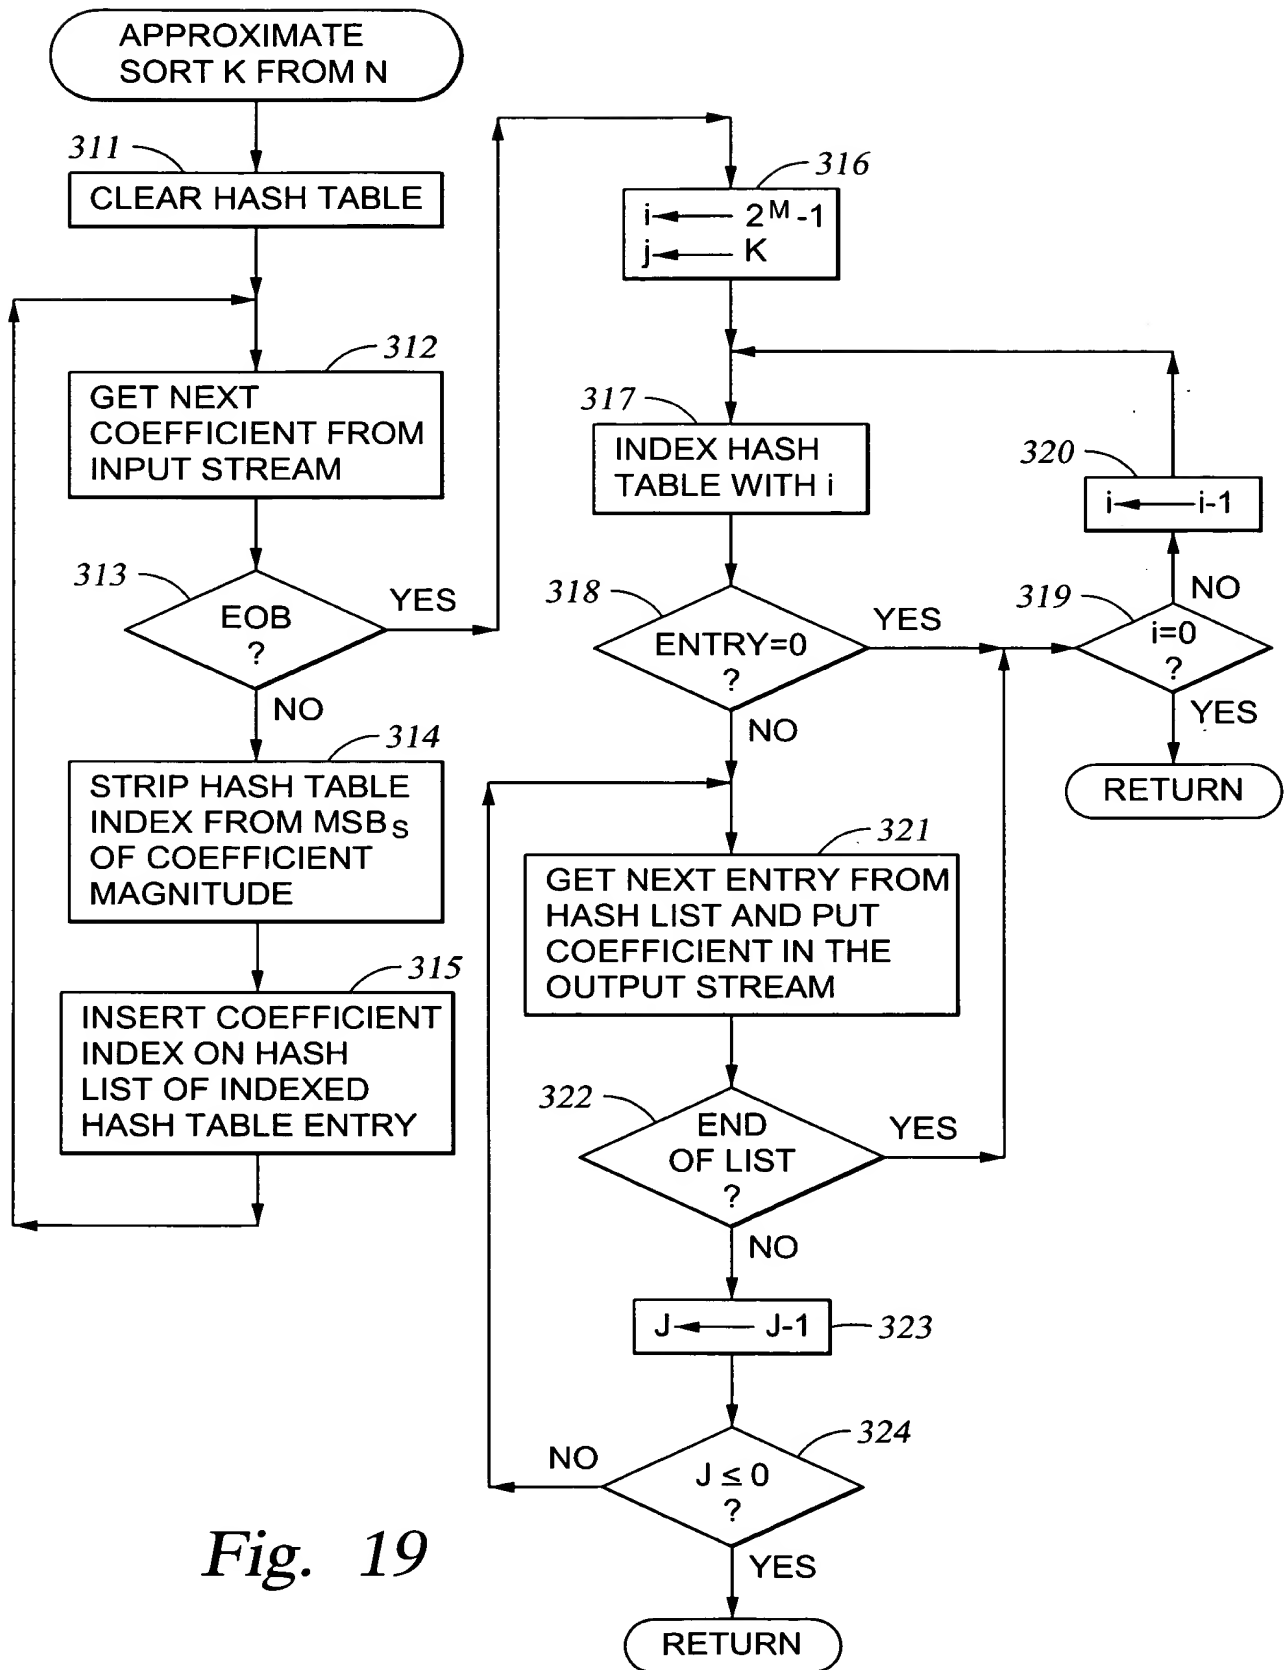 APPROXIMATE
SORT K FROM N
311
CLEAR HASH TABLE
312
GET NEXT
COEFFICIENT FROM
INPUT STREAM
313
EOB
?
YES
NO
314
STRIP HASH TABLE
INDEX FROM MSBS
OF COEFFICIENT
MAGNITUDE
315
INSERT COEFFICIENT
INDEX ON HASH
LIST OF INDEXED
HASH TABLE ENTRY
316
i ← 2^M -1
j ← K
317
INDEX HASH
TABLE WITH i
318
ENTRY=0
?
YES
NO
319
i=0
?
NO
YES
320
i ← i-1
RETURN
321
GET NEXT ENTRY FROM
HASH LIST AND PUT
COEFFICIENT IN THE
OUTPUT STREAM
322
END
OF LIST
?
YES
NO
J ← J-1
323
324
J ≤ 0
?
NO
YES
RETURN
Fig. 19